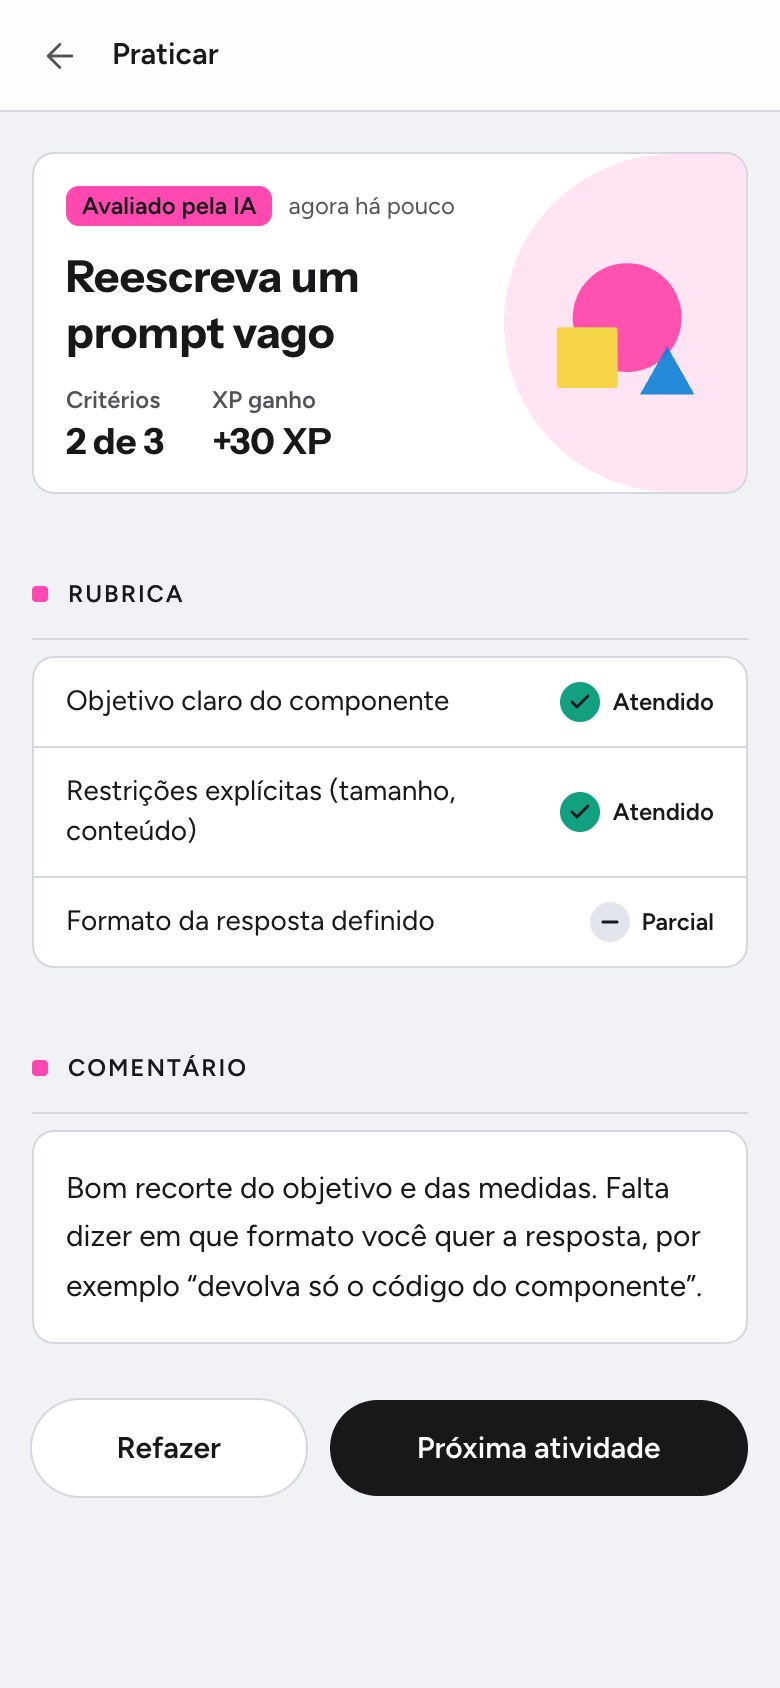 Praticar
Avaliado pela IA agora há pouco
Reescreva um
prompt vago
Critérios XP ganho
2 de 3 +30 XP
RUBRICA
Objetivo claro do componente Atendido
Restrições explícitas (tamanho,
conteúdo) Atendido
Formato da resposta definido Parcial
COMENTÁRIO
Bom recorte do objetivo e das medidas. Falta
dizer em que formato você quer a resposta, por
exemplo “devolva só o código do componente”.
Refazer Próxima atividade